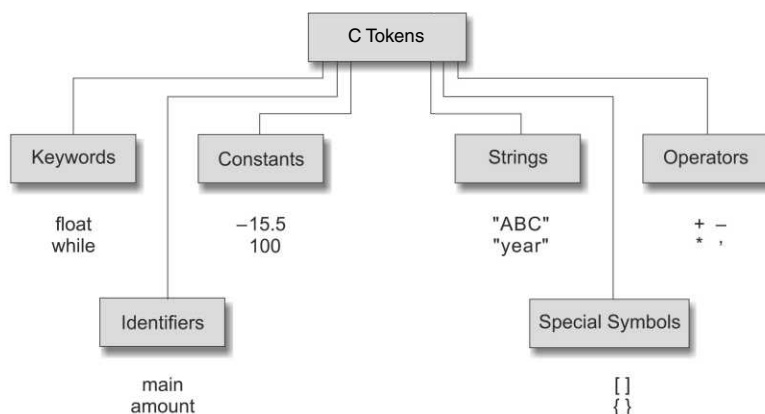 C Tokens
Keywords
Constants
Strings
Operators
float
while
−15.5
100
"ABC"
"year"
+ −
* ,
Identifiers
Special Symbols
main
amount
[ ]
{ }